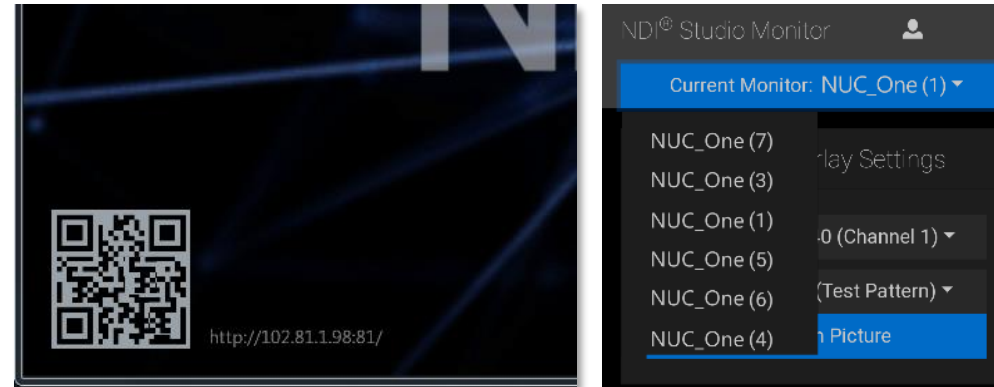 N
http://102.81.1.98:81/
NDI® Studio Monitor
Current Monitor: NUC_One (1)
NUC_One (7)
rlay Settings
NUC_One (3)
NUC_One (1)
0 (Channel 1)
NUC_One (5)
(Test Pattern)
NUC_One (6)
NUC_One (4)
n Picture